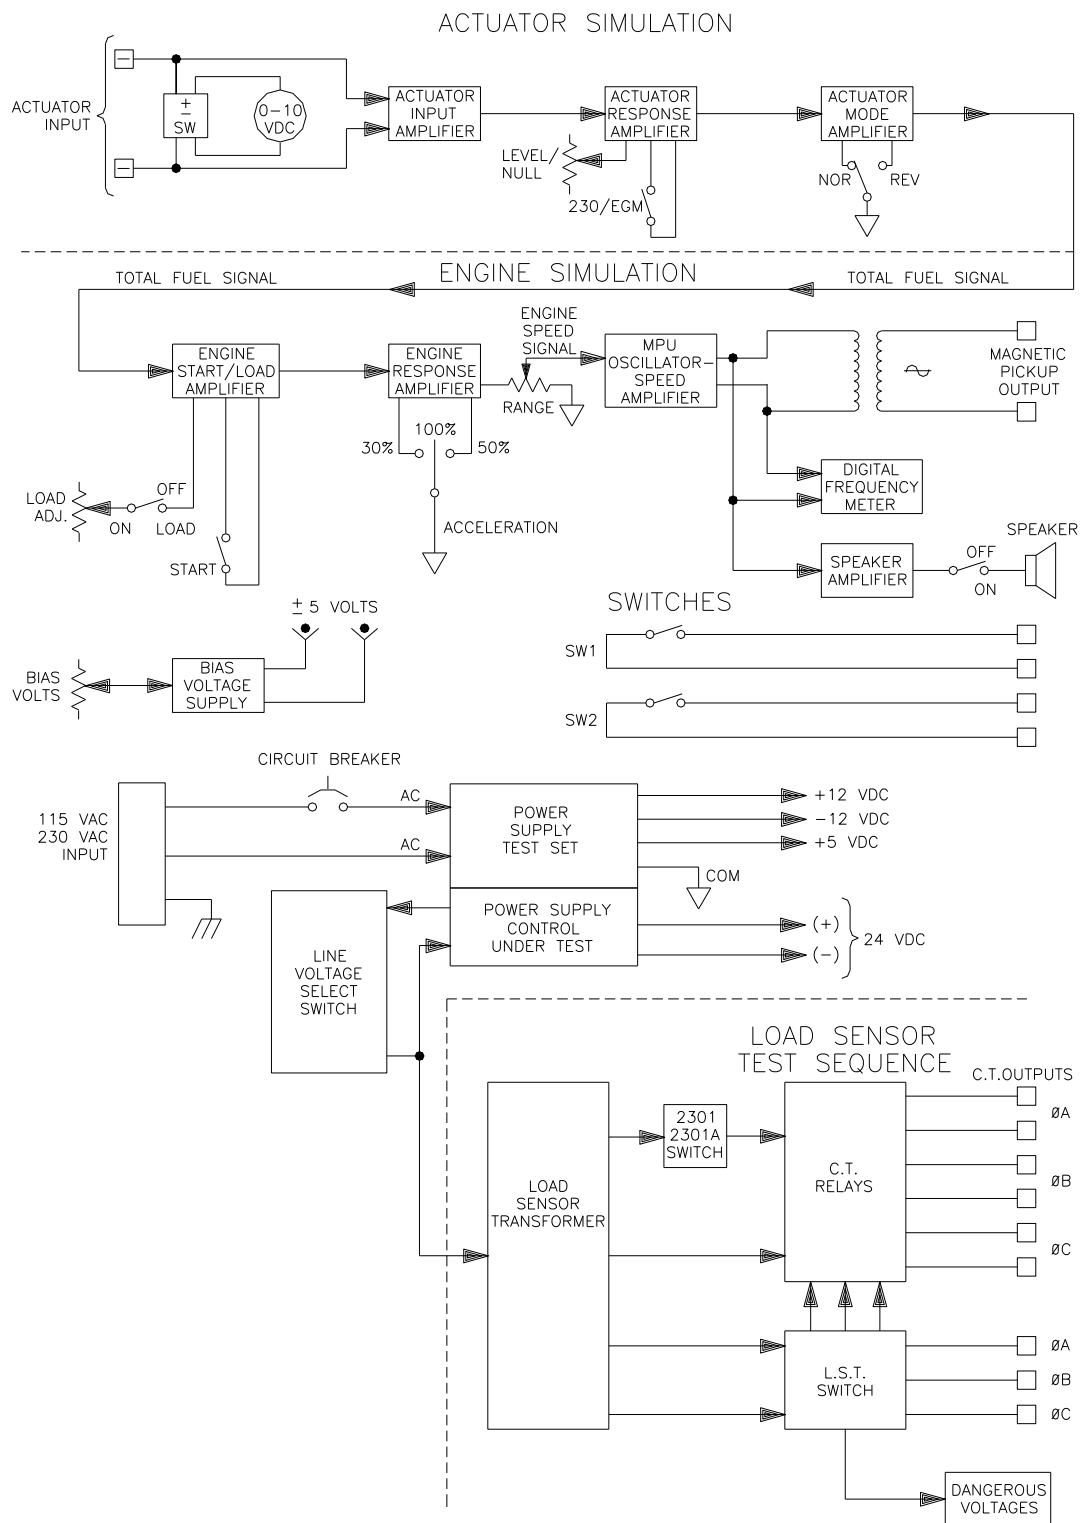 ACTUATOR SIMULATION
ACTUATOR
INPUT
±
SW
0–10
VDC
ACTUATOR
INPUT
AMPLIFIER
ACTUATOR
RESPONSE
AMPLIFIER
ACTUATOR
MODE
AMPLIFIER
LEVEL/
NULL
230/EGM
NOR
REV
ENGINE SIMULATION
TOTAL FUEL SIGNAL
TOTAL FUEL SIGNAL
ENGINE
START/LOAD
AMPLIFIER
ENGINE
RESPONSE
AMPLIFIER
ENGINE
SPEED
SIGNAL
RANGE
MPU
OSCILLATOR–
SPEED
AMPLIFIER
MAGNETIC
PICKUP
OUTPUT
30%
100%
50%
ACCELERATION
LOAD
ADJ.
OFF
ON
LOAD
START
DIGITAL
FREQUENCY
METER
SPEAKER
AMPLIFIER
OFF
ON
SPEAKER
± 5 VOLTS
BIAS
VOLTS
BIAS
VOLTAGE
SUPPLY
SWITCHES
SW1
SW2
CIRCUIT BREAKER
115 VAC
230 VAC
INPUT
AC
AC
POWER
SUPPLY
TEST SET
+12 VDC
–12 VDC
+5 VDC
COM
POWER SUPPLY
CONTROL
UNDER TEST
(+)
(–)
24 VDC
LINE
VOLTAGE
SELECT
SWITCH
LOAD SENSOR
TEST SEQUENCE
C.T.OUTPUTS
LOAD
SENSOR
TRANSFORMER
2301
2301A
SWITCH
C.T.
RELAYS
ØA
ØB
ØC
L.S.T.
SWITCH
ØA
ØB
ØC
DANGEROUS
VOLTAGES